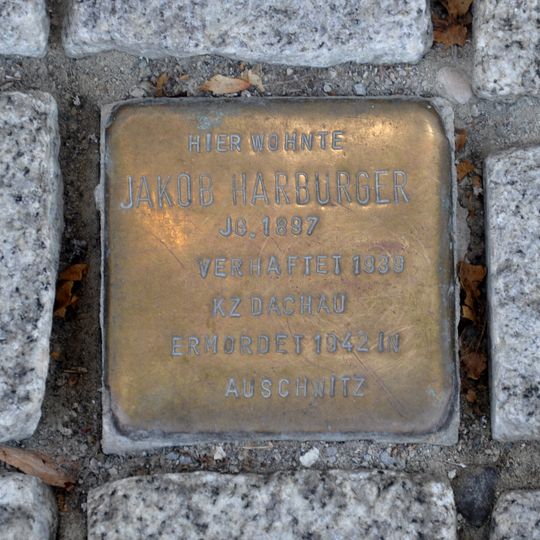 HIER WOHNTE
JAKOB HARBURGER
JG. 1897
VERHAFTET 1939
KZ DACHAU
ERMORDET 1942 IN
AUSCHWITZ